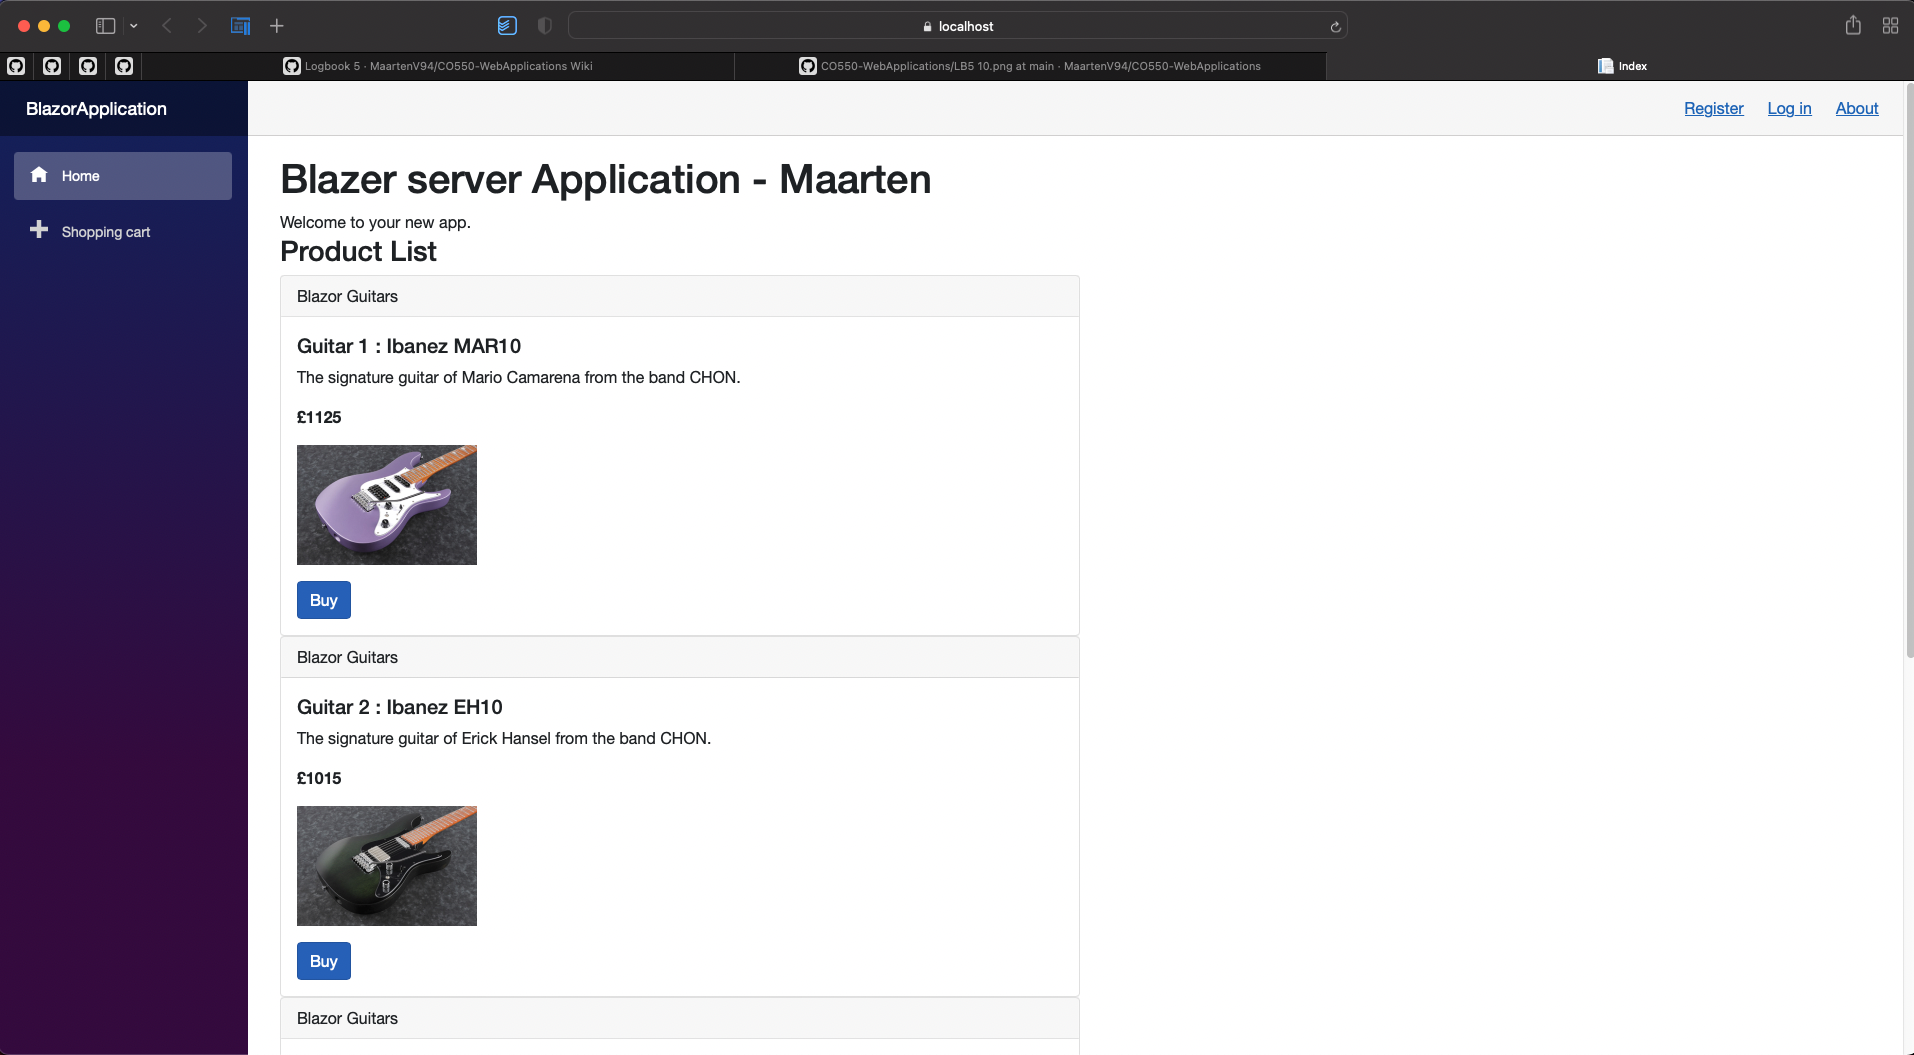 localhost
Logbook 5 · MaartenV94/CO550-WebApplications Wiki
CO550-WebApplications/LB5 10.png at main · MaartenV94/CO550-WebApplications
Index
BlazorApplication
Register
Log in
About
Home
Shopping cart
Blazer server Application - Maarten
Welcome to your new app.
Product List
Blazor Guitars
Guitar 1 : Ibanez MAR10
The signature guitar of Mario Camarena from the band CHON.
£1125
Buy
Blazor Guitars
Guitar 2 : Ibanez EH10
The signature guitar of Erick Hansel from the band CHON.
£1015
Buy
Blazor Guitars